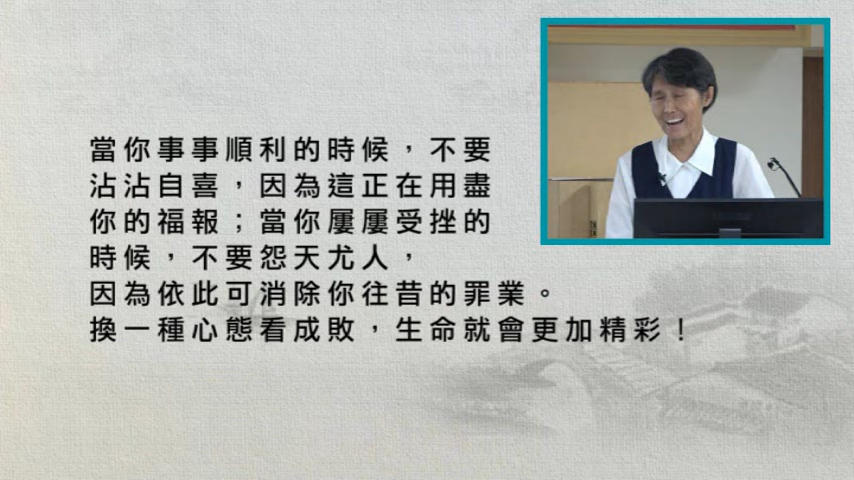 當你事事順利的時候，不要
沾沾自喜，因為這正在用盡
你的福報；當你屢屢受挫的
時候，不要怨天尤人，
因為依此可消除你往昔的罪業。
換一種心態看成敗，生命就會更加精彩！